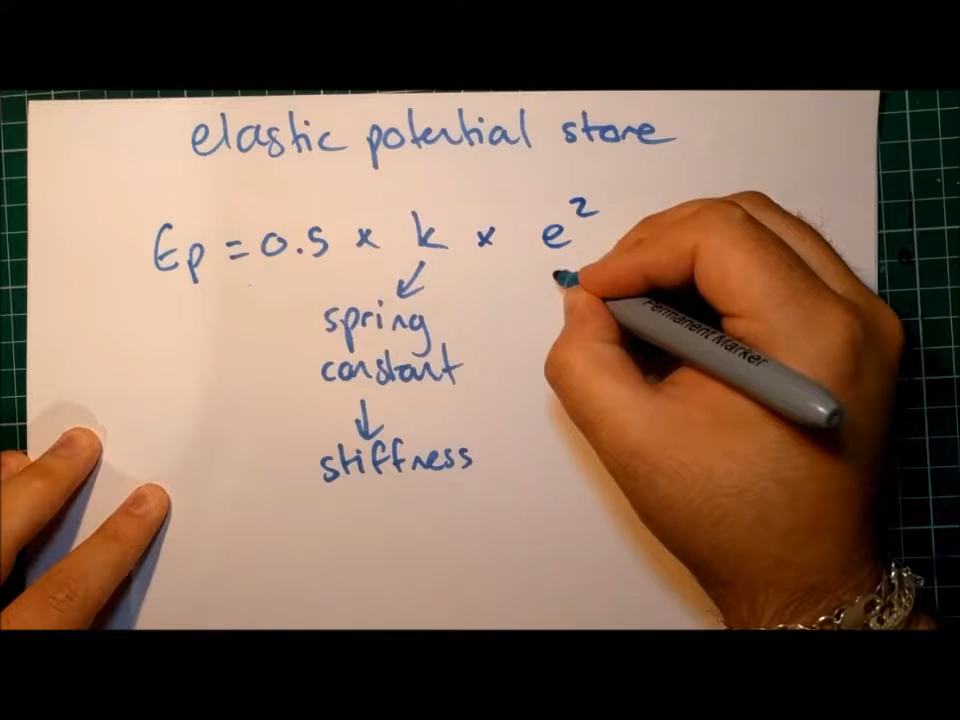 elastic potential store
Ep = 0.5 × k × e²
↙
spring
constant
↓
stiffness
Permanent Marker